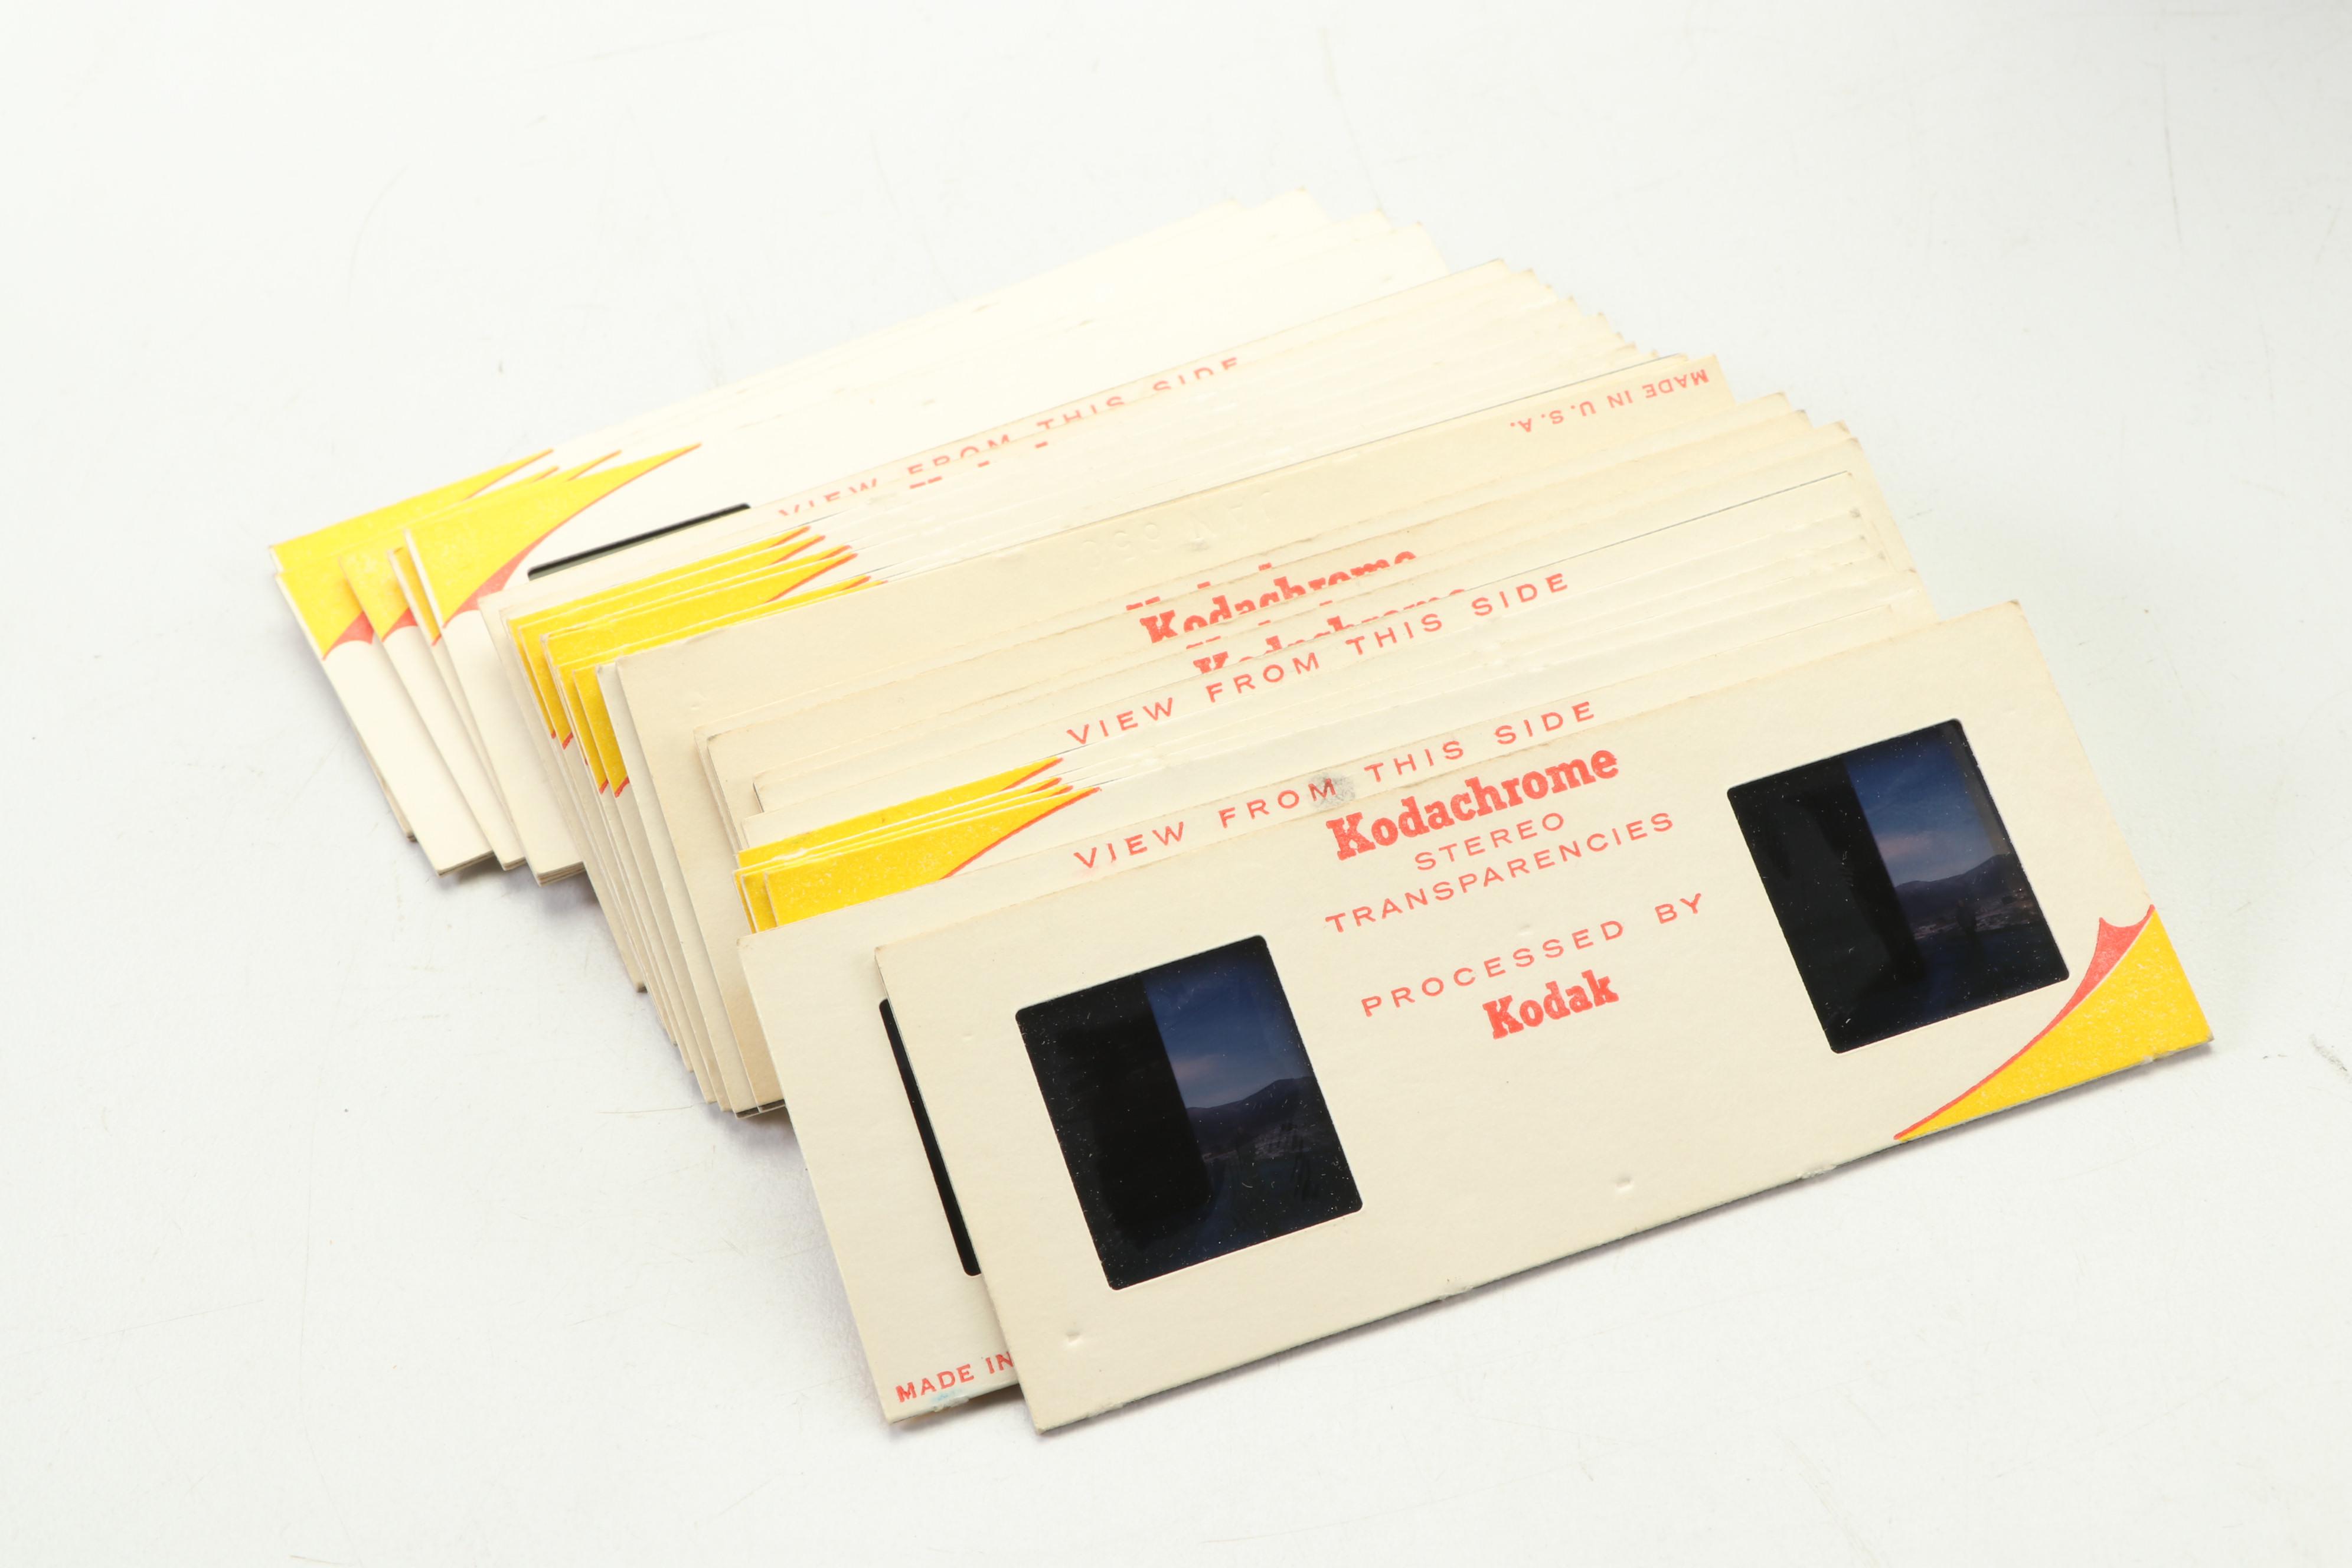 VIEW FROM THIS SIDE
MADE IN U.S.A.
Kodachrome
VIEW FROM THIS SIDE
VIEW FROM THIS SIDE
Kodachrome
STEREO
TRANSPARENCIES
PROCESSED BY
Kodak
MADE IN